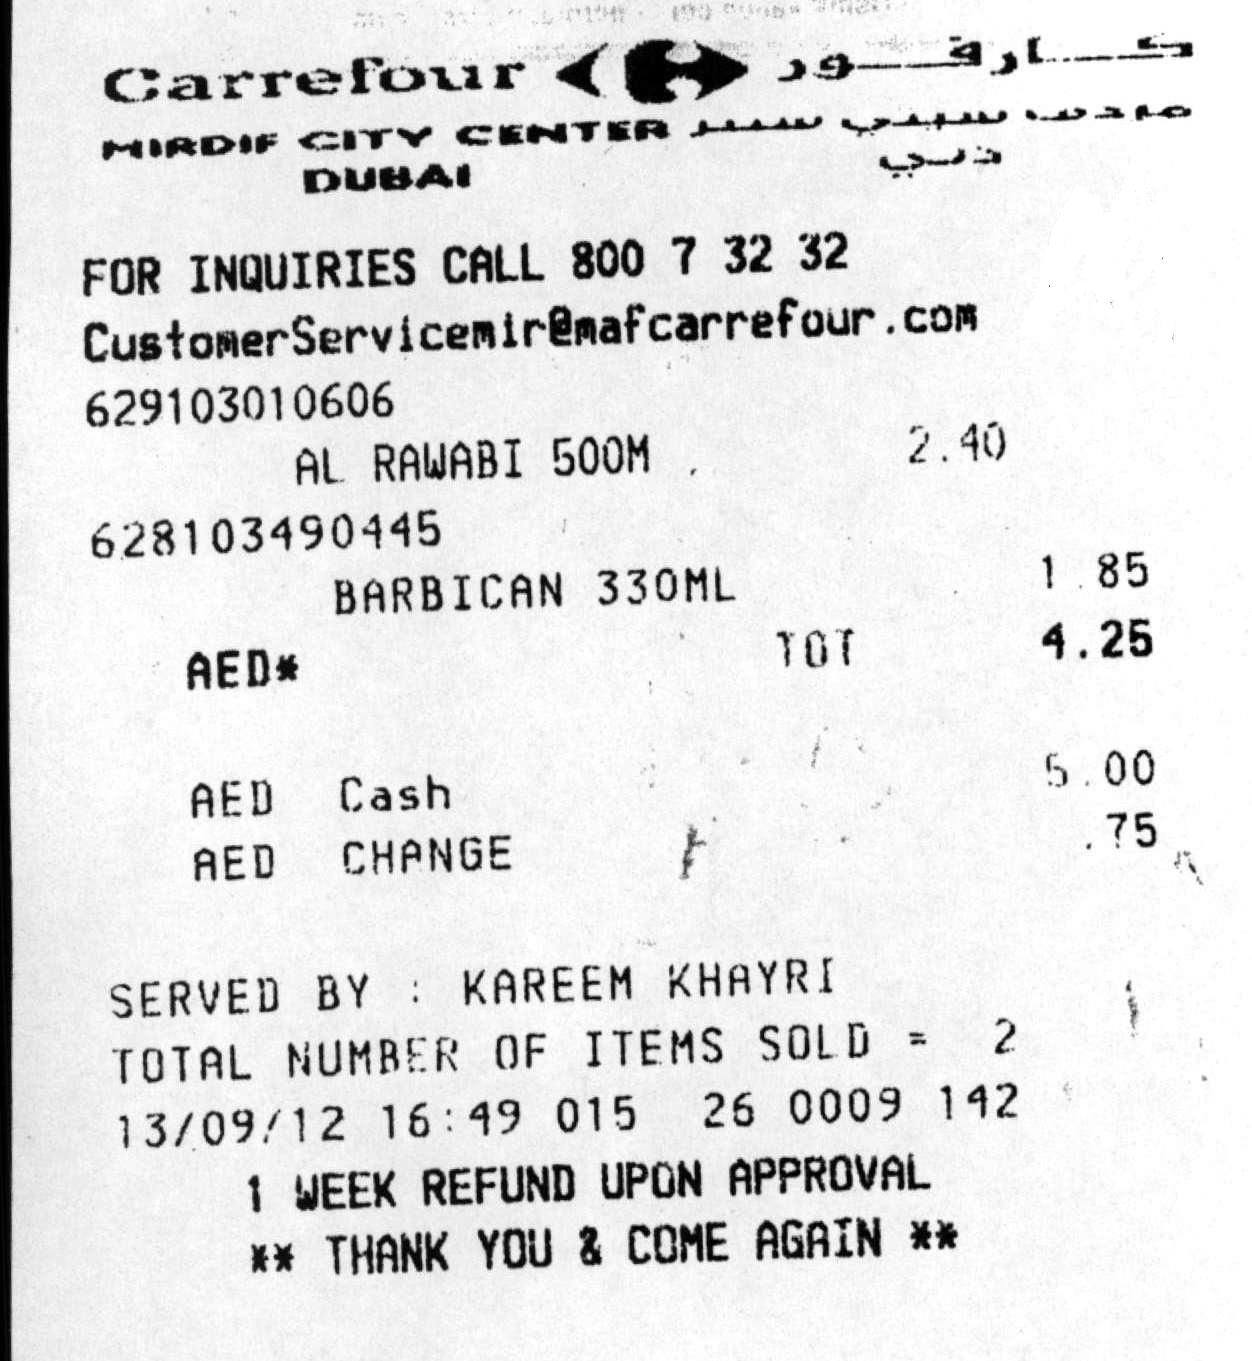 Carrefour كارفور
MIRDIF CITY CENTER مردف سيتي سنتر
DUBAI دبي
FOR INQUIRIES CALL 800 7 32 32
CustomerServicemir@mafcarrefour.com
629103010606
AL RAWABI 500M 2.40
628103490445
BARBICAN 330ML 1.85
AED* TOT 4.25
AED Cash 5.00
AED CHANGE .75
SERVED BY : KAREEM KHAYRI
TOTAL NUMBER OF ITEMS SOLD = 2
13/09/12 16:49 015 26 0009 142
1 WEEK REFUND UPON APPROVAL
** THANK YOU & COME AGAIN **